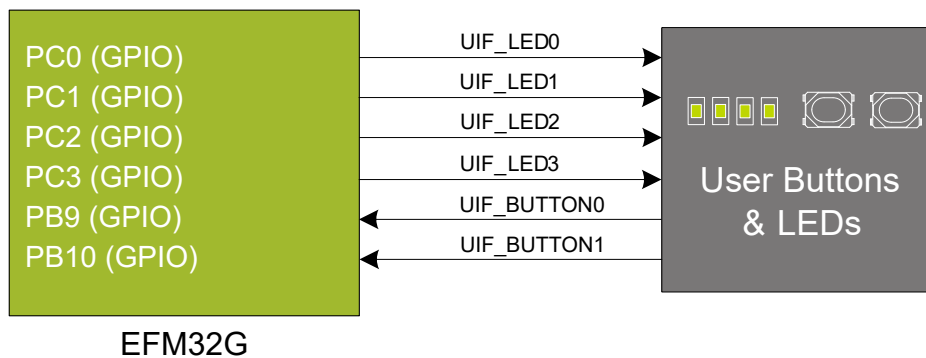 PC0 (GPIO)
PC1 (GPIO)
PC2 (GPIO)
PC3 (GPIO)
PB9 (GPIO)
PB10 (GPIO)
EFM32G
UIF_LED0
UIF_LED1
UIF_LED2
UIF_LED3
UIF_BUTTON0
UIF_BUTTON1
User Buttons
& LEDs